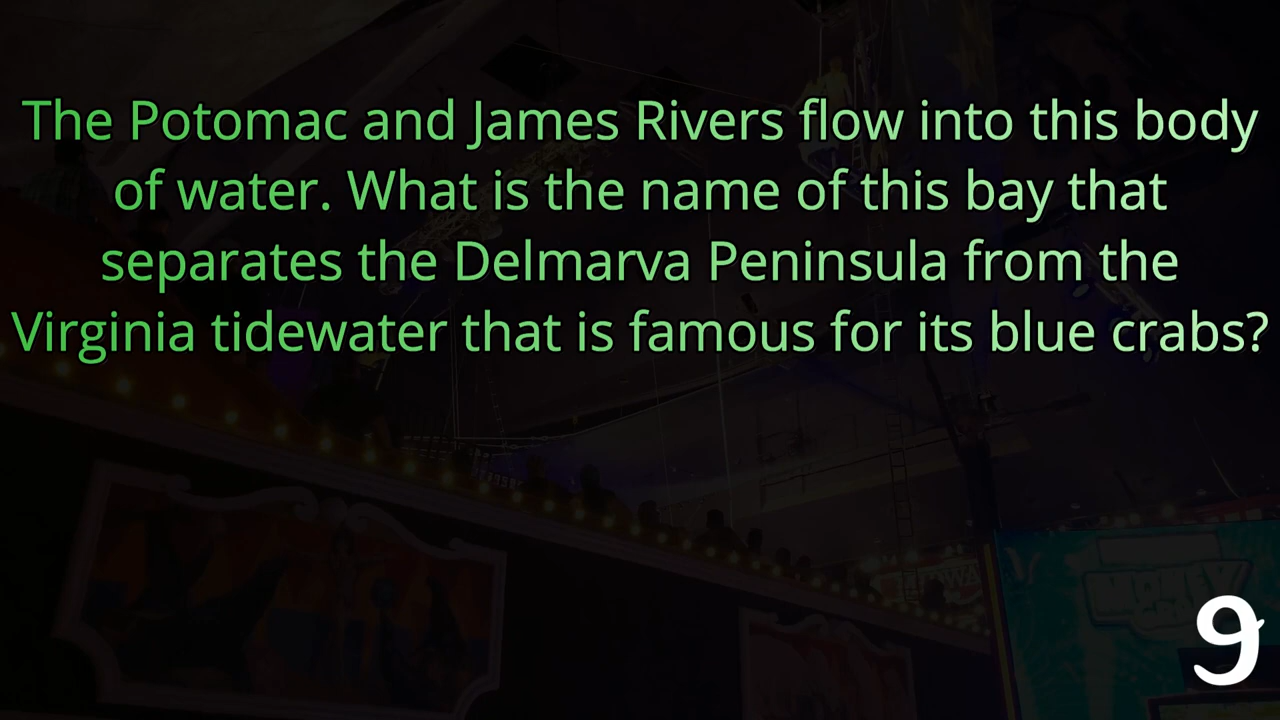 The Potomac and James Rivers flow into this body
of water. What is the name of this bay that
separates the Delmarva Peninsula from the
Virginia tidewater that is famous for its blue crabs?
9